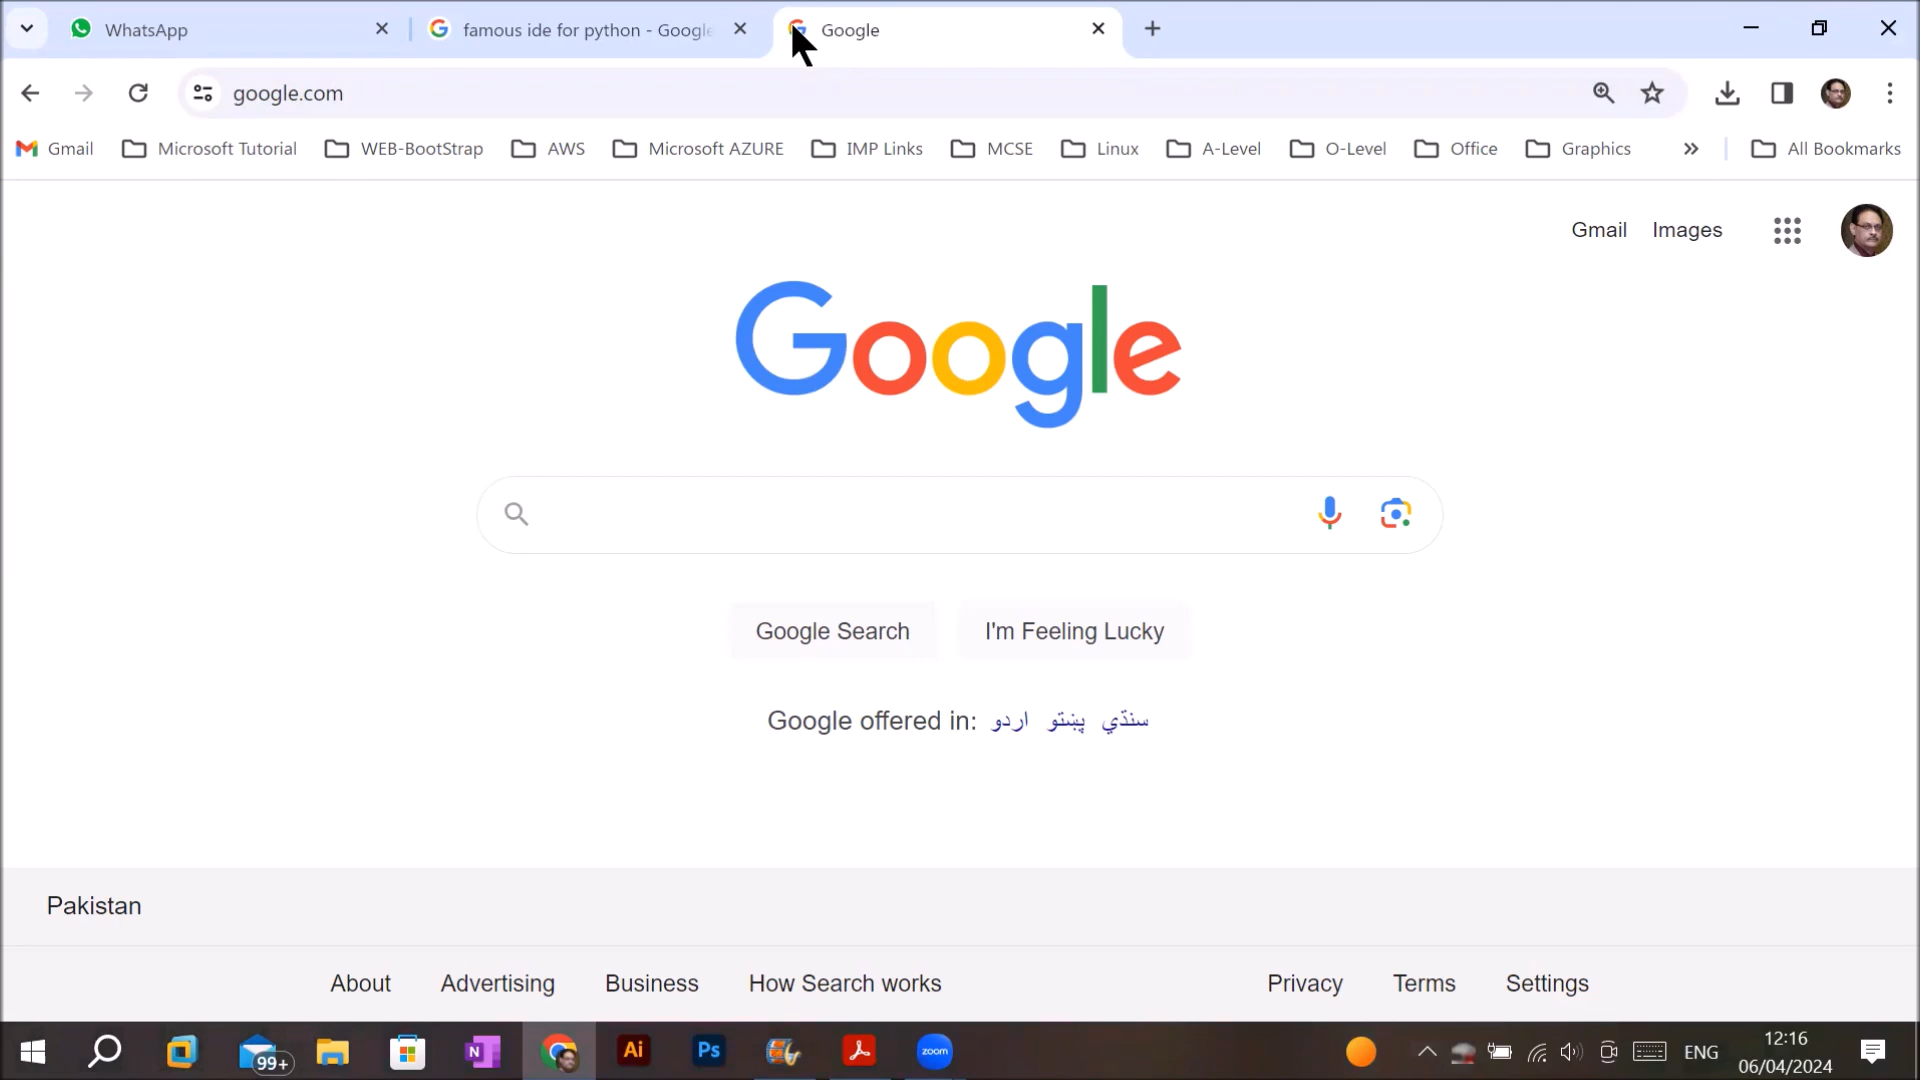 WhatsApp
famous ide for python - Google
Google
google.com
Gmail Microsoft Tutorial WEB-BootStrap AWS Microsoft AZURE IMP Links MCSE Linux A-Level O-Level Office Graphics » All Bookmarks
Gmail Images
Google
Google Search I'm Feeling Lucky
Google offered in: اردو پښتو سنڌي
Pakistan
About Advertising Business How Search works Privacy Terms Settings
99+ N Ai Ps zoom ENG
12:16
06/04/2024